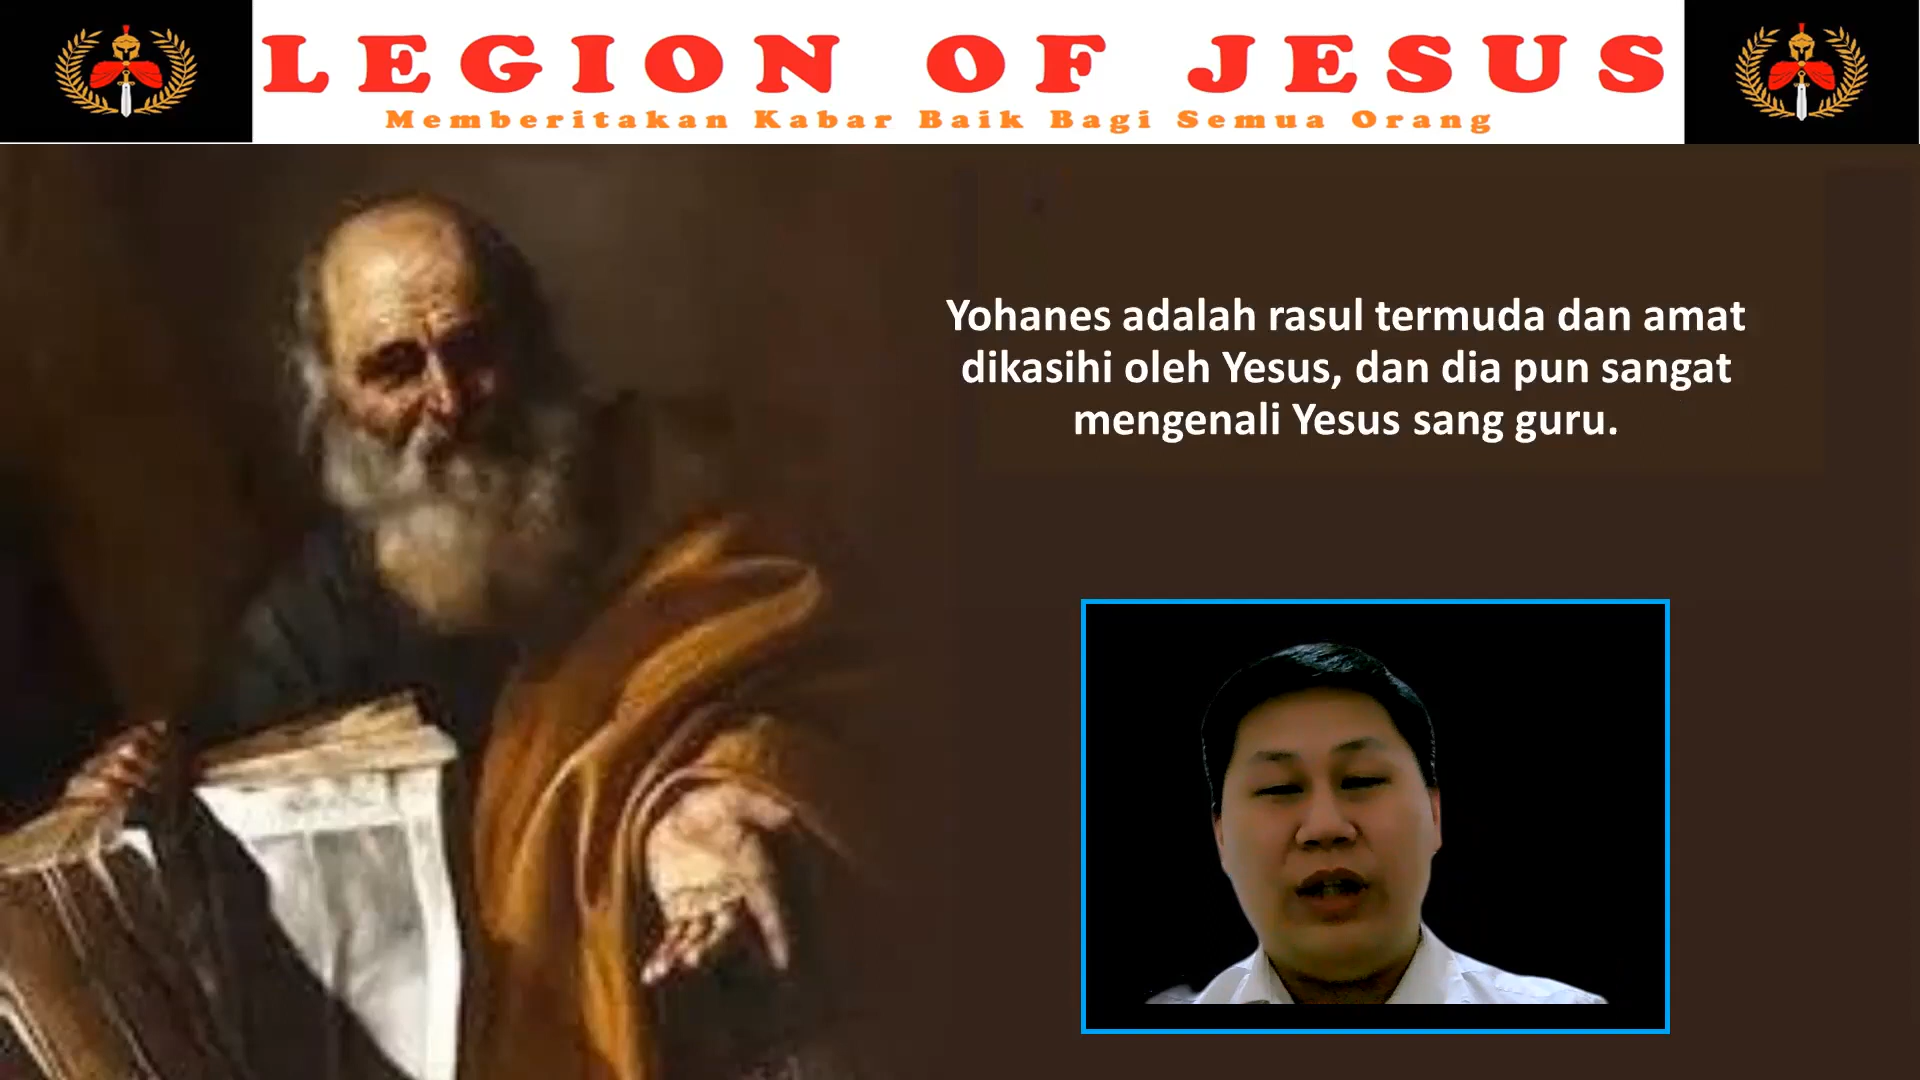 LEGION OF JESUS
Memberitakan Kabar Baik Bagi Semua Orang
Yohanes adalah rasul termuda dan amat
dikasihi oleh Yesus, dan dia pun sangat
mengenali Yesus sang guru.